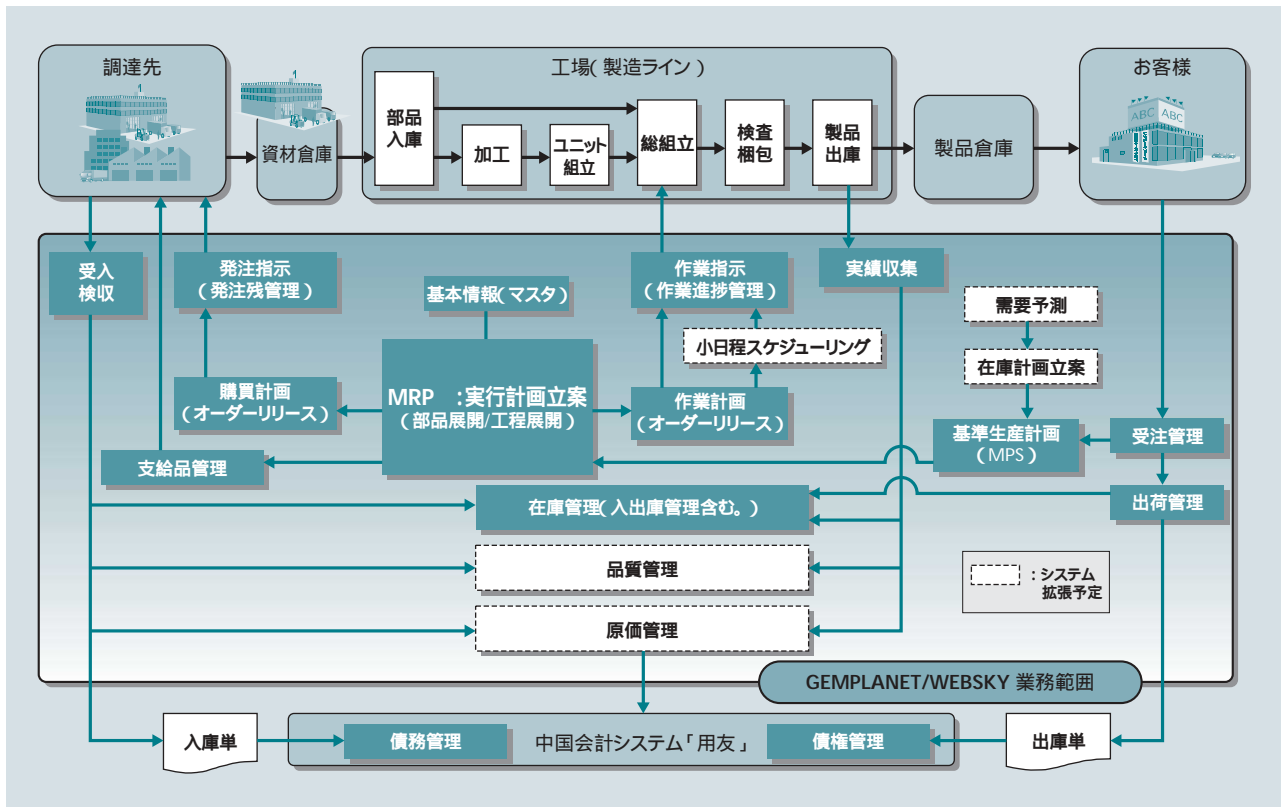 調達先
資材倉庫
工場(製造ライン)
部品
入庫
加工
ユニット
組立
総組立
検査
梱包
製品
出庫
製品倉庫
お客様
ABC
ABC
受入
検収
発注指示
(発注残管理)
基本情報(マスタ)
作業指示
(作業進捗管理)
実績収集
需要予測
小日程スケジューリング
在庫計画立案
購買計画
(オーダーリリース)
MRP :実行計画立案
(部品展開/工程展開)
作業計画
(オーダーリリース)
基準生産計画
(MPS)
受注管理
支給品管理
在庫管理(入出庫管理含む。)
出荷管理
品質管理
:システム
拡張予定
原価管理
GEMPLANET/WEBSKY 業務範囲
入庫単
債務管理
中国会計システム「用友」
債権管理
出庫単